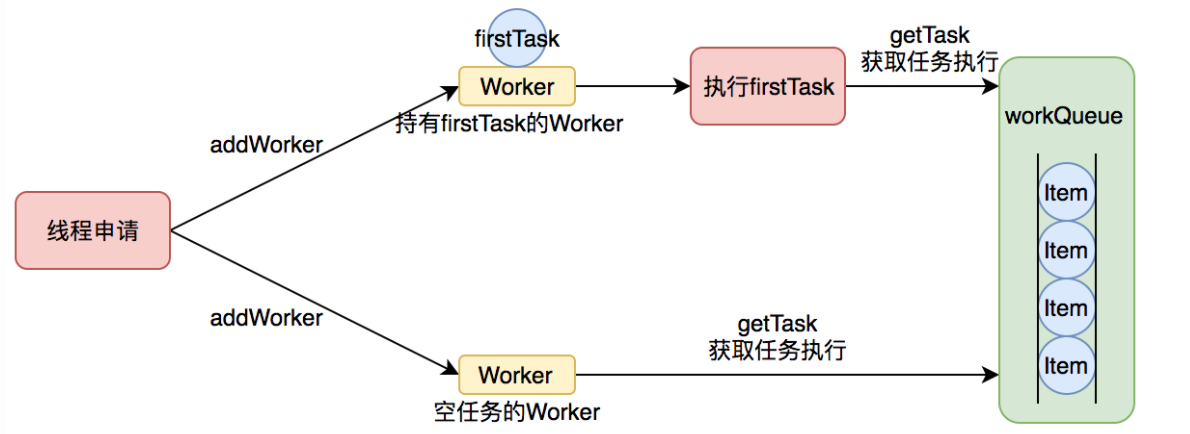 firstTask
Worker
持有firstTask的Worker
执行firstTask
getTask
获取任务执行
workQueue
addWorker
线程申请
addWorker
Worker
空任务的Worker
getTask
获取任务执行
Item
Item
Item
Item